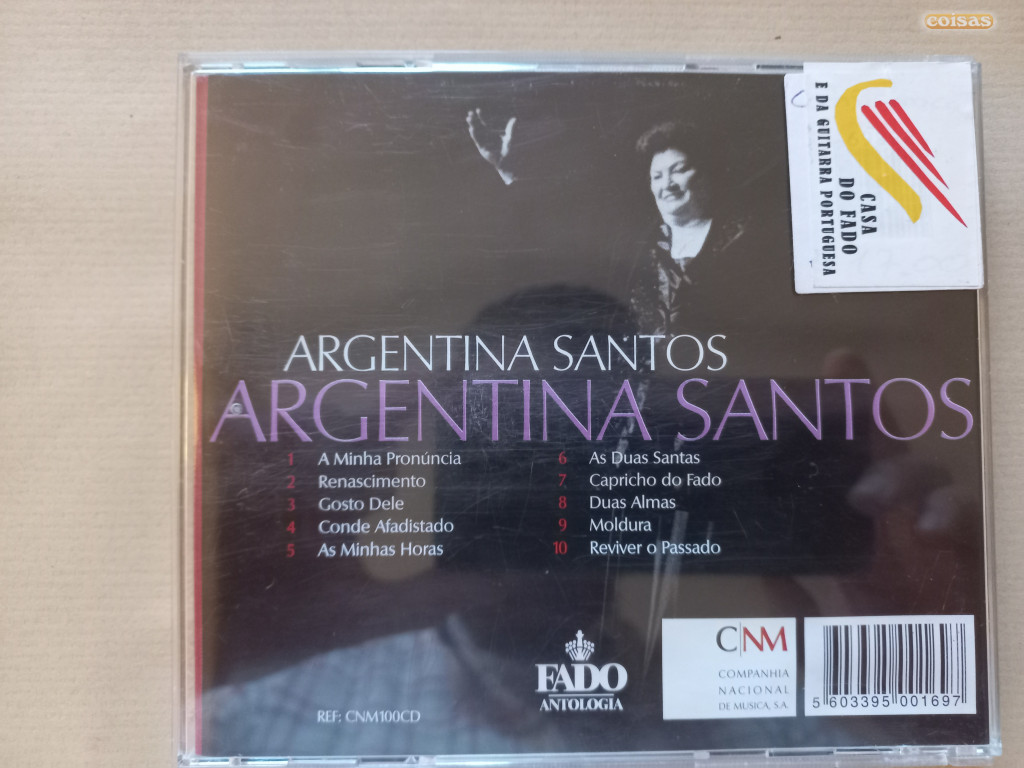 coisas
CASA
DO FADO
E DA GUITARRA PORTUGUESA
ARGENTINA SANTOS
ARGENTINA SANTOS
1 A Minha Pronúncia
2 Renascimento
3 Gosto Dele
4 Conde Afadistado
5 As Minhas Horas
6 As Duas Santas
7 Capricho do Fado
8 Duas Almas
9 Moldura
10 Reviver o Passado
FADO
ANTOLOGIA
REF: CNM100CD
C|NM
COMPANHIA
NACIONAL
DE MUSICA, S.A.
5 603395 001697